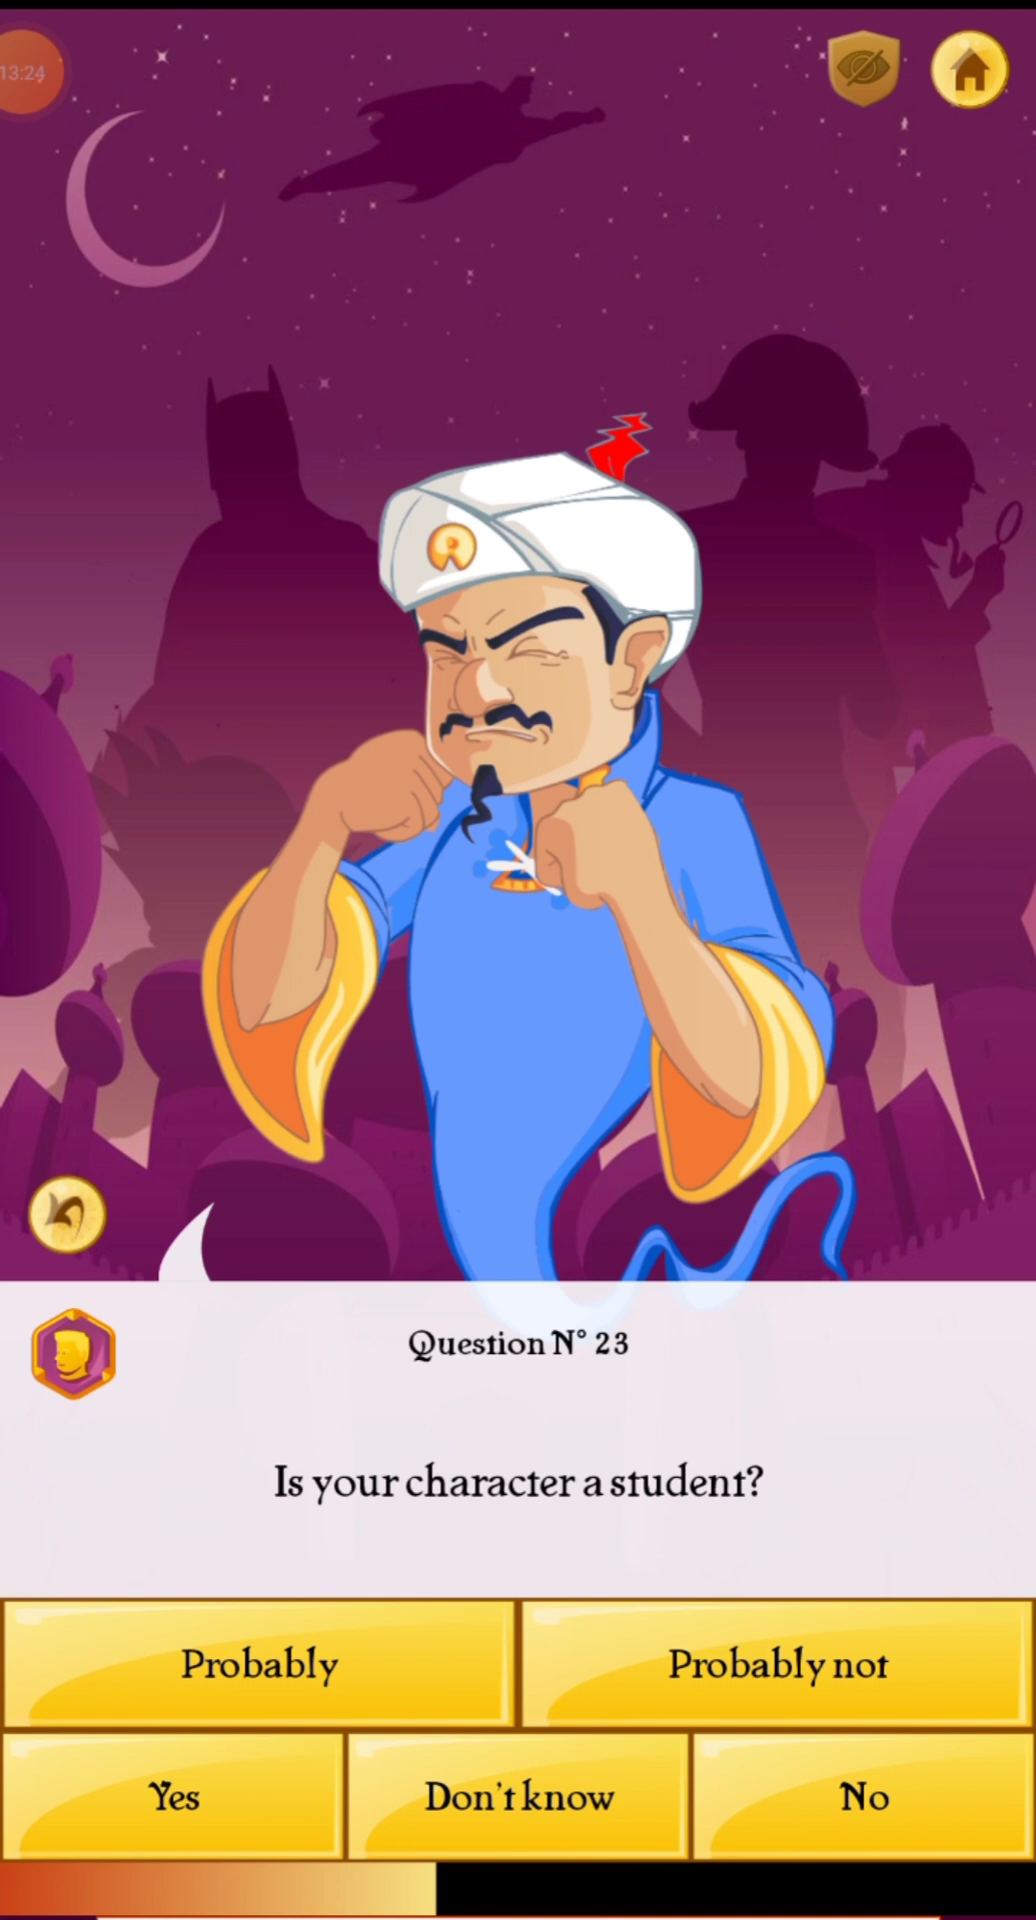 13:24
Question N° 23
Is your character a student?
Probably
Probably not
Yes
Don't know
No